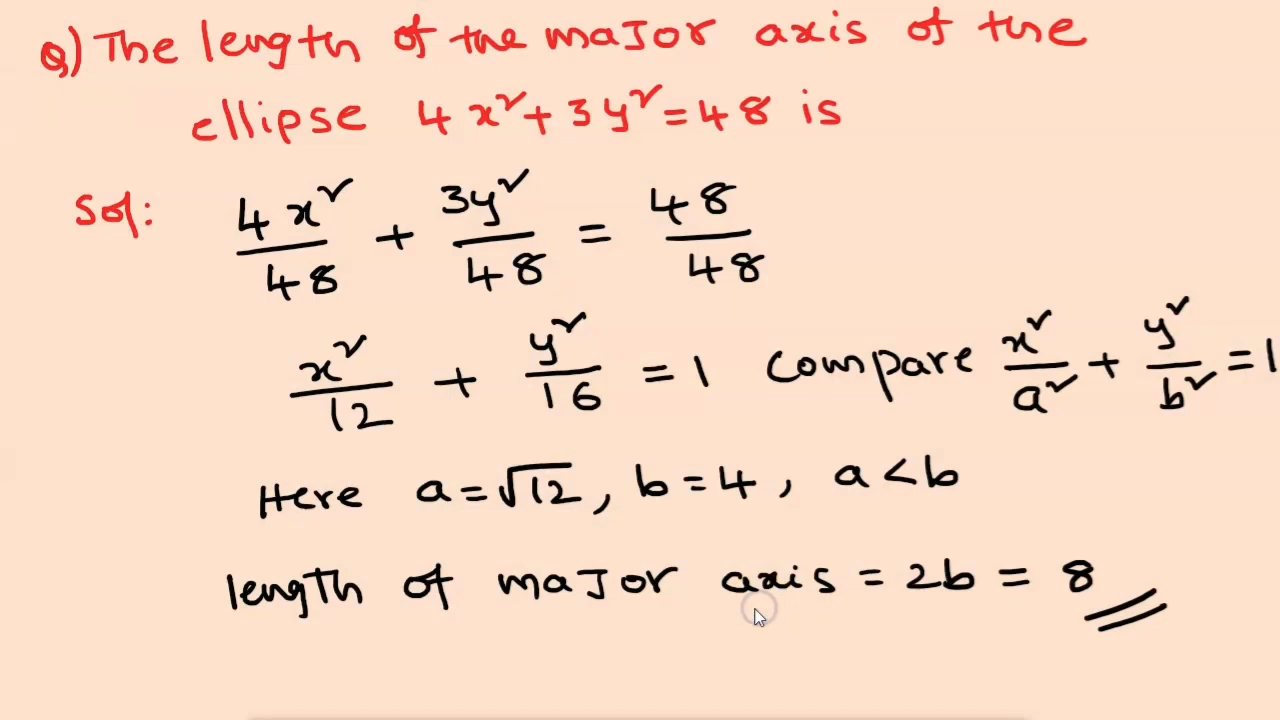 Q) The length of the major axis of the
ellipse 4x² + 3y² = 48 is
Sol: 4x²/48 + 3y²/48 = 48/48
x²/12 + y²/16 = 1 compare x²/a² + y²/b² = 1
Here a = √12, b = 4, a < b
length of major axis = 2b = 8